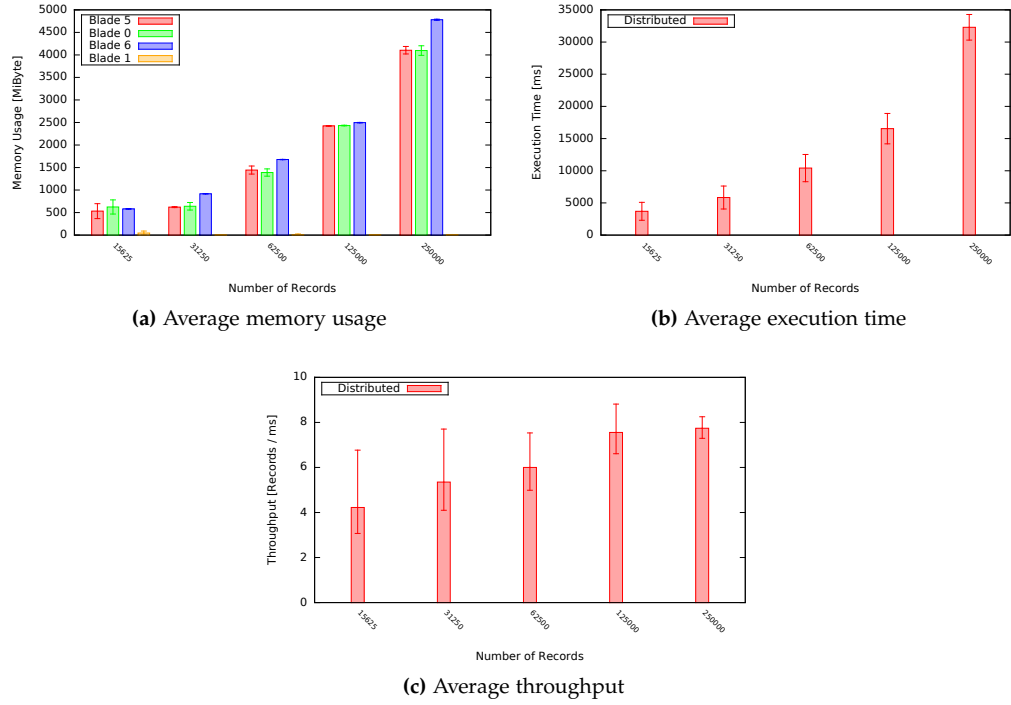 5000
4500
4000
3500
3000
2500
2000
1500
1000
500
0
Memory Usage [MiByte]
Blade 5
Blade 0
Blade 6
Blade 1
15625
31250
62500
125000
250000
Number of Records
(a) Average memory usage
35000
30000
25000
20000
15000
10000
5000
0
Execution Time [ms]
Distributed
15625
31250
62500
125000
250000
Number of Records
(b) Average execution time
10
8
6
4
2
0
Throughput [Records / ms]
Distributed
15625
31250
62500
125000
250000
Number of Records
(c) Average throughput